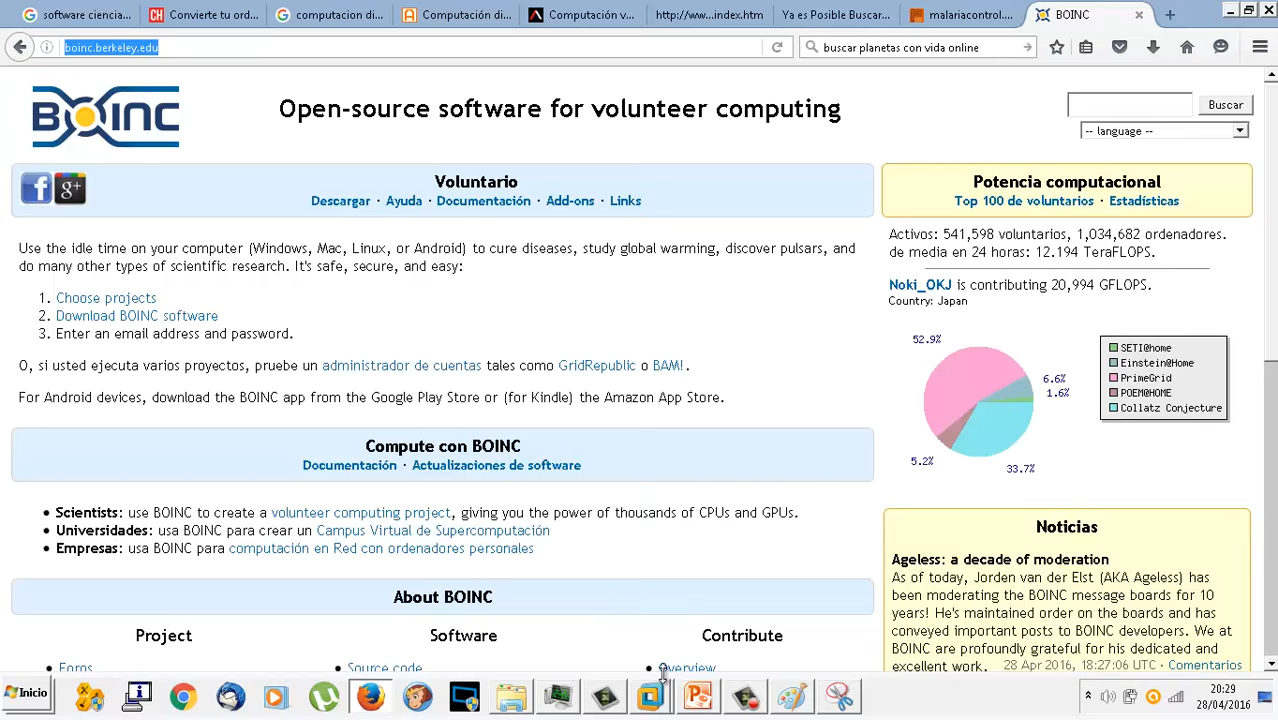 software ciencia di...
Convierte tu ord...
computacion di...
Computación di...
Computación v...
http://ww...index.htm
Ya es Posible Buscar...
malariacontrol....
BOINC
boinc.berkeley.edu
buscar planetas con vida online
BOINC
Open-source software for volunteer computing
Buscar
-- language --
Voluntario
Descargar · Ayuda · Documentación · Add-ons · Links
Use the idle time on your computer (Windows, Mac, Linux, or Android) to cure diseases, study global warming, discover pulsars, and
do many other types of scientific research. It's safe, secure, and easy:
1. Choose projects
2. Download BOINC software
3. Enter an email address and password.
O, si usted ejecuta varios proyectos, pruebe un administrador de cuentas tales como GridRepublic o BAM!.
For Android devices, download the BOINC app from the Google Play Store or (for Kindle) the Amazon App Store.
Compute con BOINC
Documentación · Actualizaciones de software
• Scientists: use BOINC to create a volunteer computing project, giving you the power of thousands of CPUs and GPUs.
• Universidades: usa BOINC para crear un Campus Virtual de Supercomputación
• Empresas: usa BOINC para computación en Red con ordenadores personales
About BOINC
Project
Software
Contribute
• Foros
• Source code
• Overview
Potencia computacional
Top 100 de voluntarios · Estadísticas
Activos: 541,598 voluntarios, 1,034,682 ordenadores.
de media en 24 horas: 12.194 TeraFLOPS.
Noki_OKJ is contributing 20,994 GFLOPS.
Country: Japan
52.9%
6.6%
1.6%
5.2%
33.7%
SETI@home
Einstein@Home
PrimeGrid
POEM@HOME
Collatz Conjecture
Noticias
Ageless: a decade of moderation
As of today, Jorden van der Elst (AKA Ageless) has
been moderating the BOINC message boards for 10
years! He's maintained order on the boards and has
conveyed important posts to BOINC developers. We at
BOINC are profoundly grateful for his dedicated and
excellent work. 28 Apr 2016, 18:27:06 UTC · Comentarios
Inicio
20:29
28/04/2016